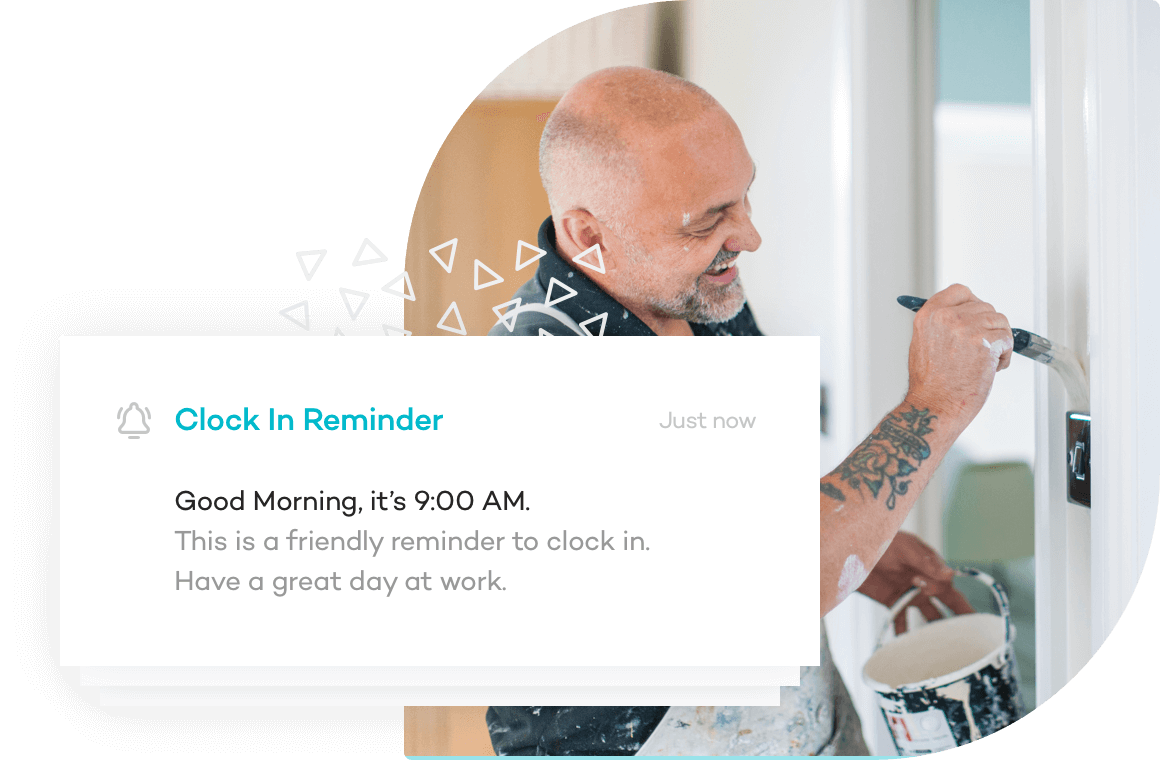 Clock In Reminder
Just now
Good Morning, it’s 9:00 AM.
This is a friendly reminder to clock in.
Have a great day at work.